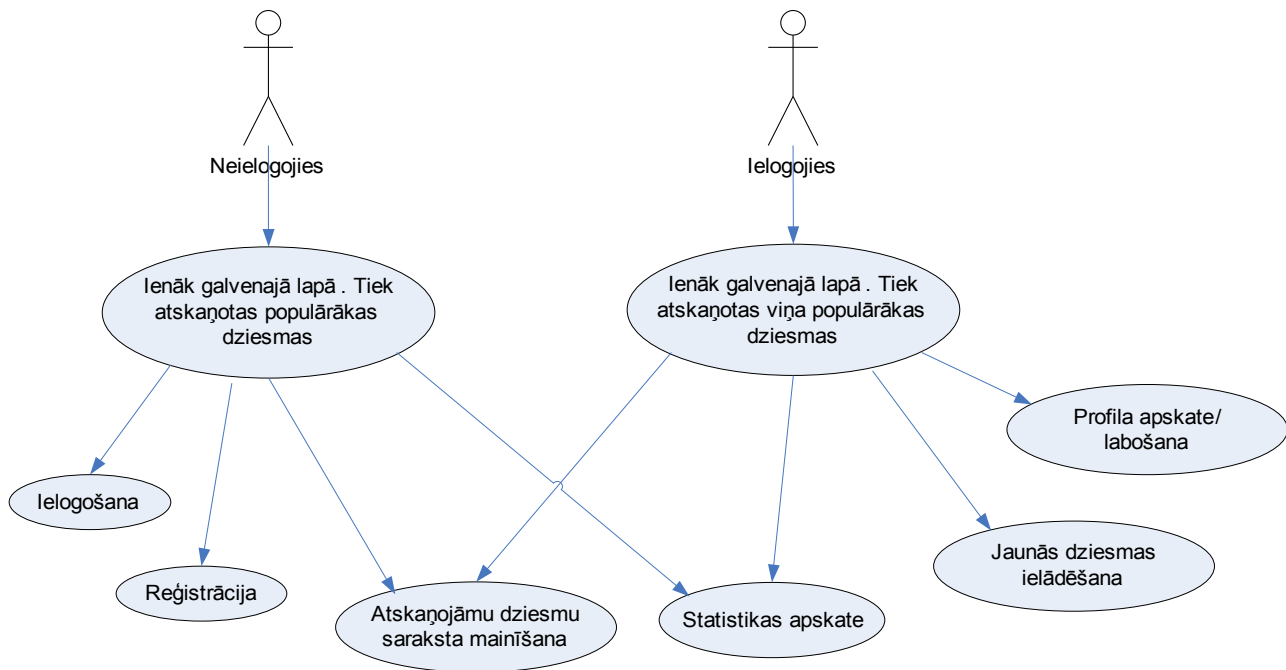 Neielogojies
Ielogojies
Ienāk galvenajā lapā . Tiek
atskaņotas populārākas
dziesmas
Ienāk galvenajā lapā . Tiek
atskaņotas viņa populārākas
dziesmas
Profila apskate/
labošana
Ielogošana
Jaunās dziesmas
ielādēšana
Reģistrācija
Atskaņojāmu dziesmu
saraksta mainīšana
Statistikas apskate